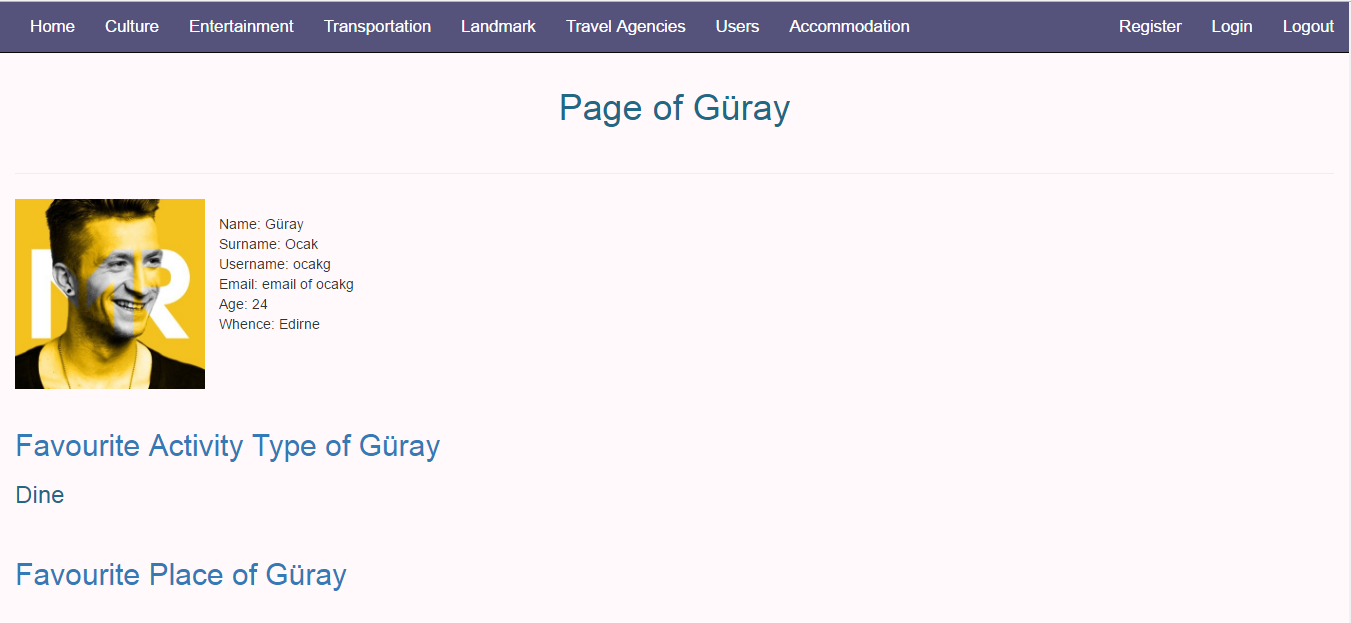 Home Culture Entertainment Transportation Landmark Travel Agencies Users Accommodation Register Login Logout
Page of Güray
MR
Name: Güray
Surname: Ocak
Username: ocakg
Email: email of ocakg
Age: 24
Whence: Edirne
Favourite Activity Type of Güray
Dine
Favourite Place of Güray